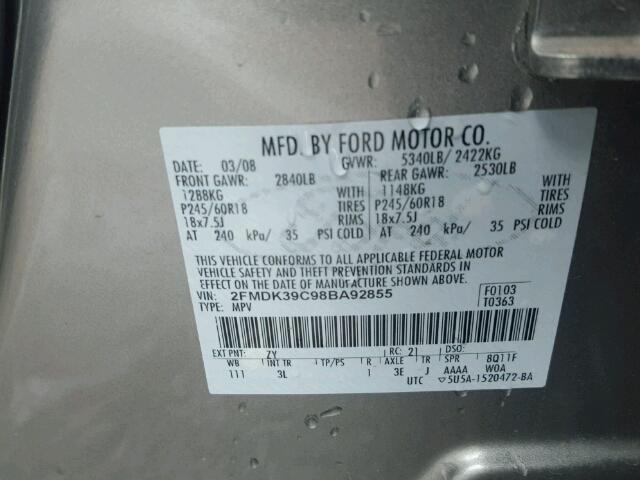 MFD. BY FORD MOTOR CO.
DATE: 03/08 GVWR: 5340LB/ 2422KG
FRONT GAWR: 2840LB REAR GAWR: 2530LB
1288KG WITH 1148KG WITH
P245/60R18 TIRES P245/60R18 TIRES
18x7.5J RIMS 18x7.5J RIMS
AT 240 kPa/ 35 PSI COLD AT 240 kPa/ 35 PSI COLD
THIS VEHICLE CONFORMS TO ALL APPLICABLE FEDERAL MOTOR
VEHICLE SAFETY AND THEFT PREVENTION STANDARDS IN
EFFECT ON THE DATE OF MANUFACTURE SHOWN ABOVE.
VIN: 2FMDK39C98BA92855 F0103
TYPE: MPV T0363
EXT PNT: ZY RC: 21 DSO:
WB INT TR TP/PS R AXLE TR SPR 8Q11F
111 3L 1 3E J AAAA W0A
UTC ▽5U5A-1520472-BA